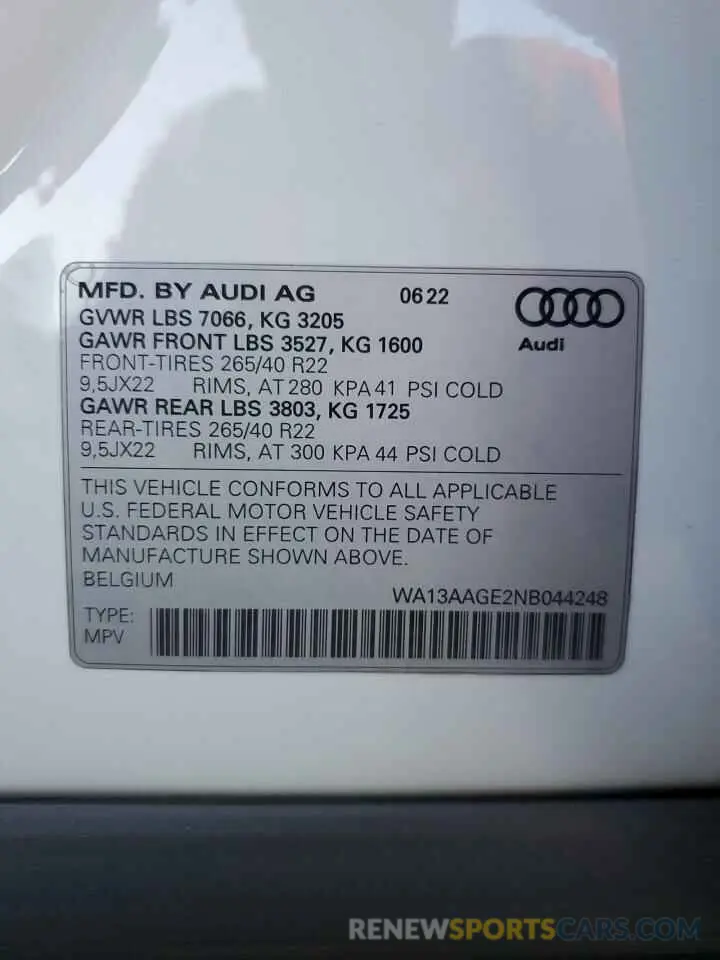 MFD. BY AUDI AG 0622
GVWR LBS 7066, KG 3205
GAWR FRONT LBS 3527, KG 1600
Audi
FRONT-TIRES 265/40 R22
9,5JX22 RIMS, AT 280 KPA 41 PSI COLD
GAWR REAR LBS 3803, KG 1725
REAR-TIRES 265/40 R22
9,5JX22 RIMS, AT 300 KPA 44 PSI COLD
THIS VEHICLE CONFORMS TO ALL APPLICABLE
U.S. FEDERAL MOTOR VEHICLE SAFETY
STANDARDS IN EFFECT ON THE DATE OF
MANUFACTURE SHOWN ABOVE.
BELGIUM
WA13AAGE2NB044248
TYPE:
MPV
RENEWSPORTSCARS.COM